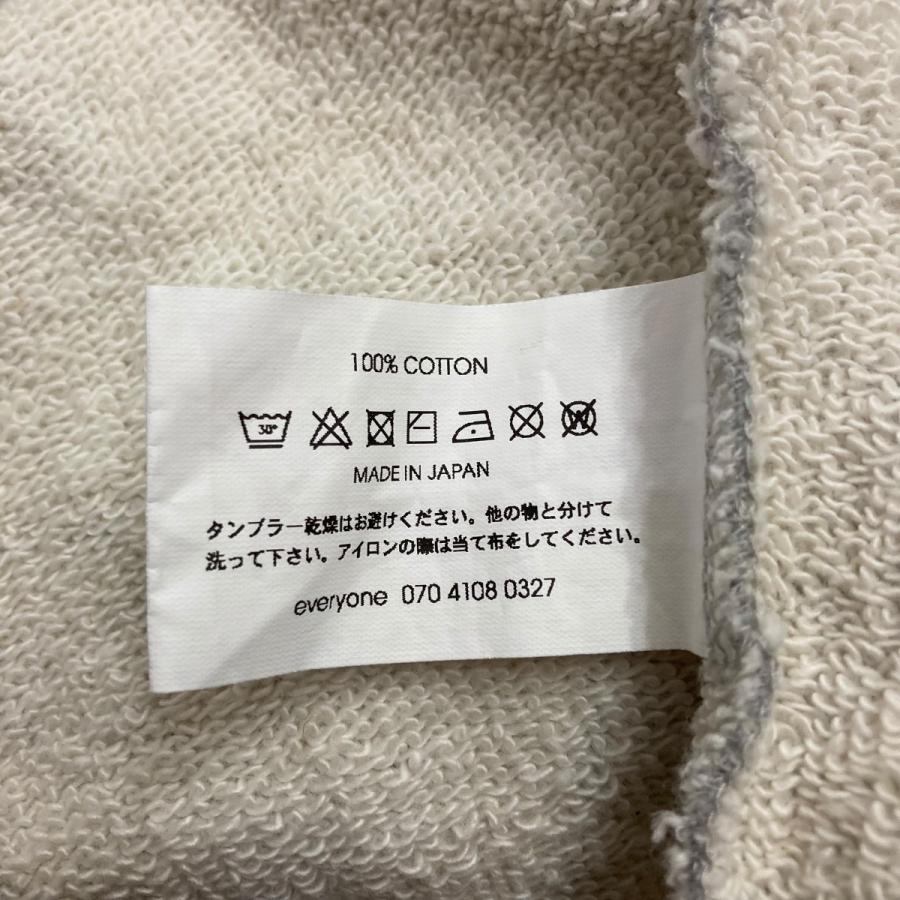 100% COTTON
30°
W
MADE IN JAPAN
タンブラー乾燥はお避けください。他の物と分けて
洗って下さい。アイロンの際は当て布をしてください。
everyone 070 4108 0327